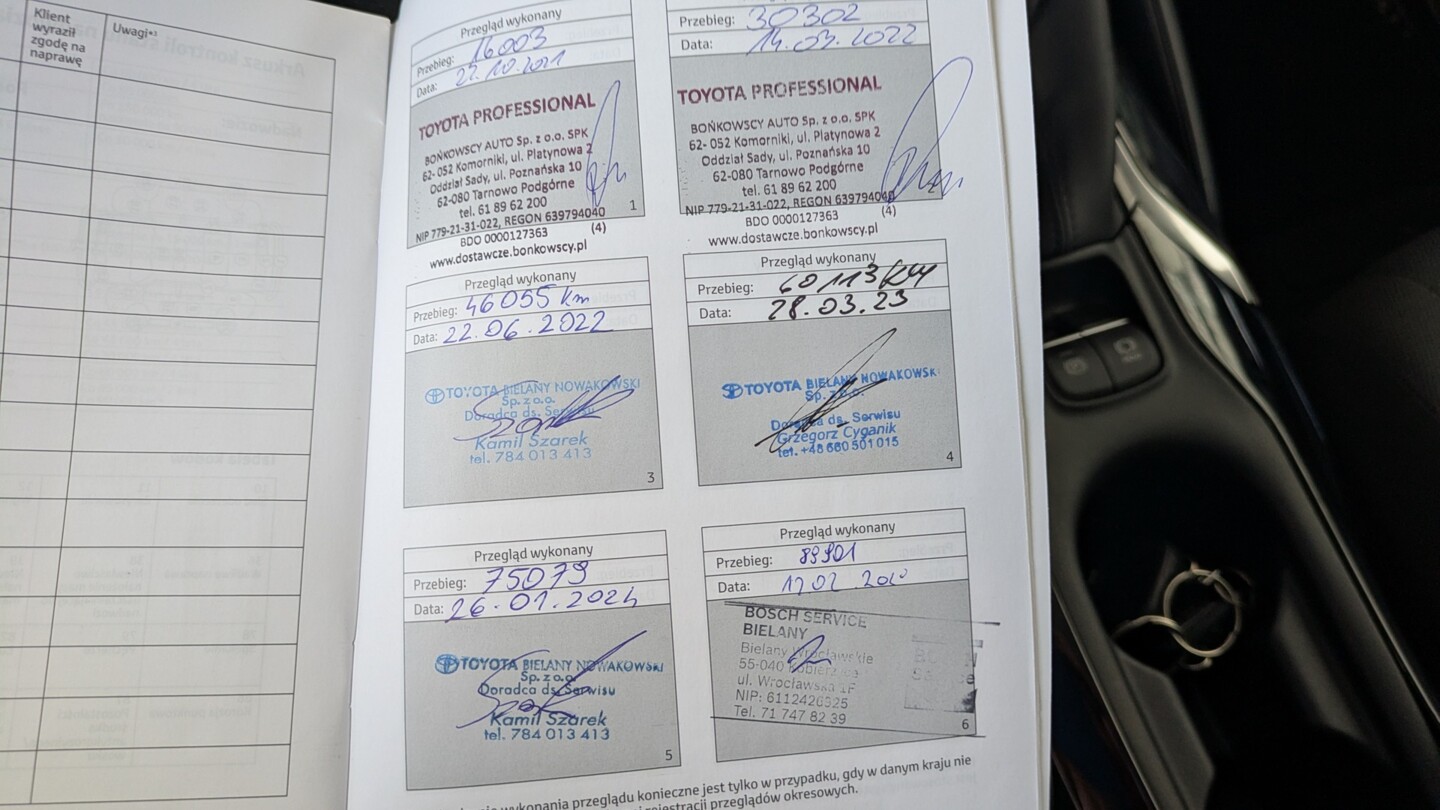 Klient
wyraził
zgodę na
naprawę
Uwagi*³
Przegląd wykonany
Przebieg: 16003
Data: 22.10.2021
TOYOTA PROFESSIONAL
BOŃKOWSCY AUTO Sp. z o.o. SPK
62- 052 Komorniki, ul. Platynowa 2
Oddział Sady, ul. Poznańska 10
62-080 Tarnowo Podgórne
tel. 61 89 62 200
NIP 779-21-31-022, REGON 639794040
BDO 0000127363 (4)
www.dostawcze.bonkowscy.pl
1
Przebieg: 30302
Data: 14.03.2022
TOYOTA PROFESSIONAL
BOŃKOWSCY AUTO Sp. z o.o. SPK
62- 052 Komorniki, ul. Platynowa 2
Oddział Sady, ul. Poznańska 10
62-080 Tarnowo Podgórne
tel. 61 89 62 200
NIP 779-21-31-022, REGON 639794040
BDO 0000127363 (4)
www.dostawcze.bonkowscy.pl
2
Przegląd wykonany
Przebieg: 46055 km
Data: 22.06.2022
TOYOTA BIELANY NOWAKOWSKI
Sp. z o.o.
Doradca ds. Serwisu
Kamil Szarek
tel. 784 013 413
3
Przegląd wykonany
Przebieg: 60113 km
Data: 28.03.23
TOYOTA BIELANY NOWAKOWSKI
Sp. z o.o.
Doradca ds. Serwisu
Grzegorz Cyganik
tel. +48 660 501 015
4
Przegląd wykonany
Przebieg: 75079
Data: 26.01.2024
TOYOTA BIELANY NOWAKOWSKI
Sp. z o.o.
Doradca ds. Serwisu
Kamil Szarek
tel. 784 013 413
5
Przegląd wykonany
Przebieg: 89901
Data:
BOSCH SERVICE
BIELANY
Bielany Wrocławskie
55-040 Kobierzyce
ul. Wrocławska
NIP: 6112426325
Tel. 71 747 82 39
6
wykonania przeglądu konieczne jest tylko w przypadku, gdy w danym kraju nie
rejestracji przeglądów okresowych.